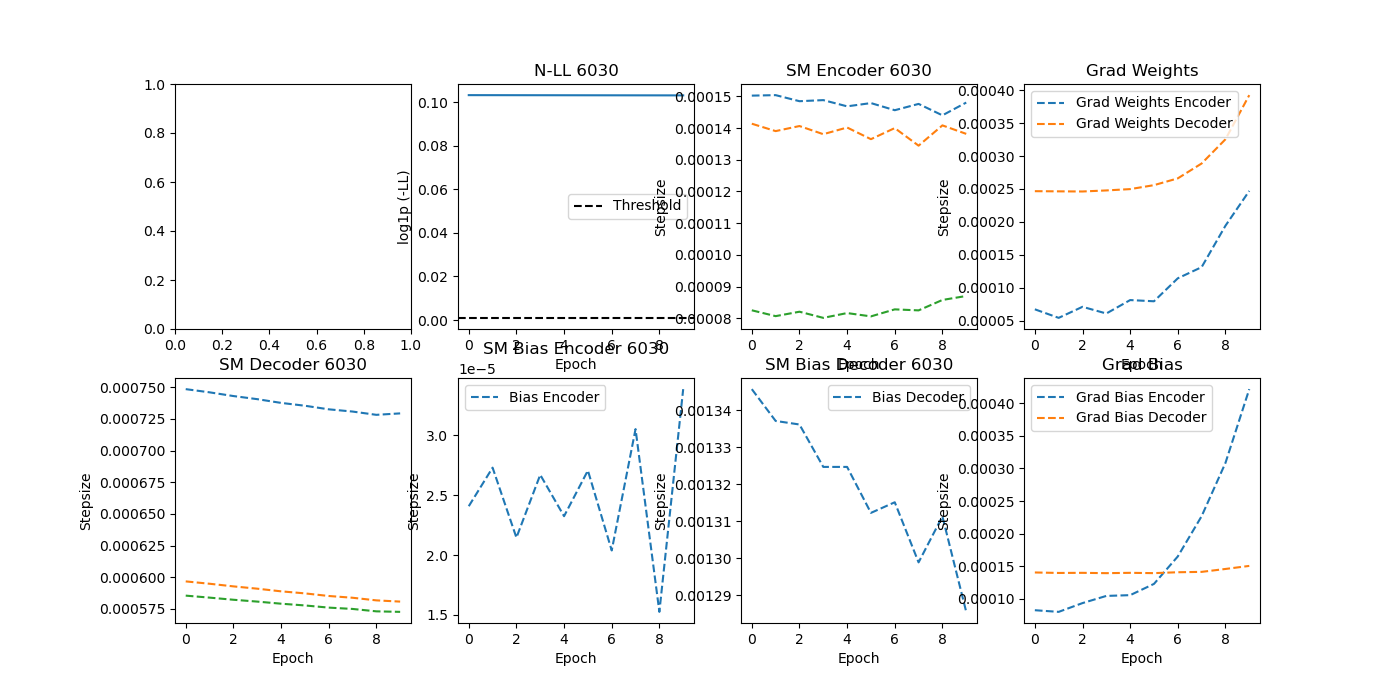 N-LL 6030
SM Encoder 6030
Grad Weights
1.0
0.8
0.6
0.4
0.2
0.0
0.0 0.2 0.4 0.6 0.8 1.0
log1p (-LL)
0.10
0.08
0.06
0.04
0.02
0.00
Threshold
0 2 4 6 8
Epoch
Stepsize
0.00015
0.00014
0.00013
0.00012
0.00011
0.00010
0.00009
0.00008
0 2 4 6 8
Epoch
Stepsize
0.00040
0.00035
0.00030
0.00025
0.00020
0.00015
0.00010
0.00005
Grad Weights Encoder
Grad Weights Decoder
0 2 4 6 8
Epoch
SM Decoder 6030
SM Bias Encoder 6030
SM Bias Decoder 6030
Grad Bias
Stepsize
0.000750
0.000725
0.000700
0.000675
0.000650
0.000625
0.000600
0.000575
0 2 4 6 8
Epoch
Stepsize
1e−5
3.0
2.5
2.0
1.5
Bias Encoder
0 2 4 6 8
Epoch
Stepsize
0.00134
0.00133
0.00132
0.00131
0.00130
0.00129
Bias Decoder
0 2 4 6 8
Epoch
Stepsize
0.00040
0.00035
0.00030
0.00025
0.00020
0.00015
0.00010
Grad Bias Encoder
Grad Bias Decoder
0 2 4 6 8
Epoch